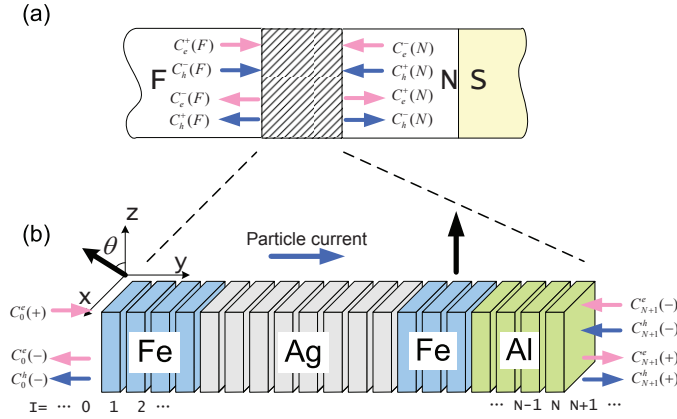 (a)
C_e^+(F) C_e^-(N)
C_h^-(F) C_h^+(N)
F N S
C_e^-(F) C_e^+(N)
C_h^+(F) C_h^-(N)
z
(b) θ Particle current
y
x
C_0^e(+) C_{N+1}^e(−)
C_{N+1}^h(−)
Fe Ag Fe Al
C_0^e(−) C_{N+1}^e(+)
C_0^h(−) C_{N+1}^h(+)
I= ··· 0 1 2 ··· ··· N-1 N N+1 ···